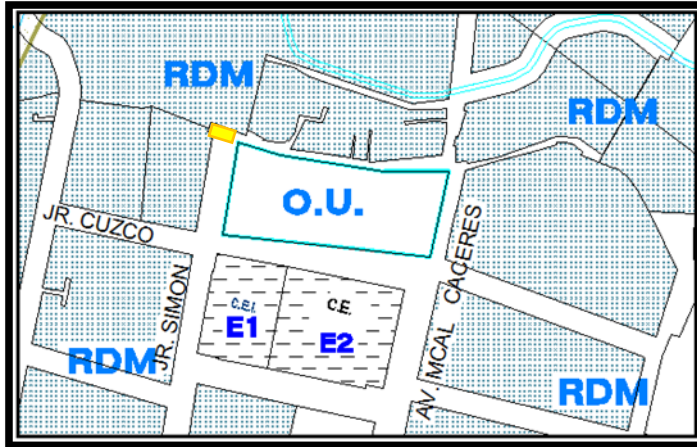 RDM
RDM
O.U.
JR. CUZCO
C.E.I.
E1
C.E.
E2
JR. SIMON
AV. MCAL CACERES
RDM
RDM